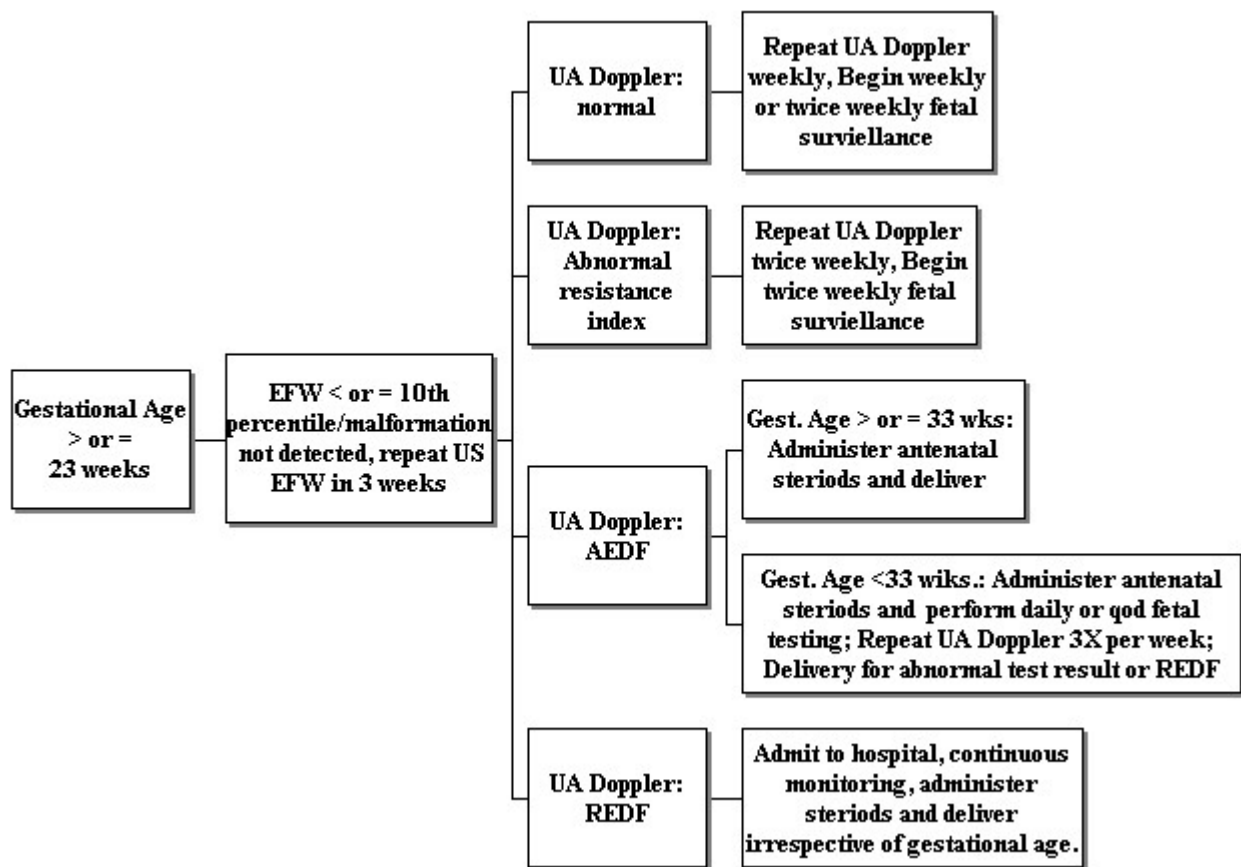 Gestational Age
> or =
23 weeks
EFW < or = 10th
percentile/malformation
not detected, repeat US
EFW in 3 weeks
UA Doppler:
normal
Repeat UA Doppler
weekly, Begin weekly
or twice weekly fetal
surviellance
UA Doppler:
Abnormal
resistance
index
Repeat UA Doppler
twice weekly, Begin
twice weekly fetal
surviellance
UA Doppler:
AEDF
Gest. Age > or = 33 wks:
Administer antenatal
steriods and deliver
Gest. Age <33 wiks.: Administer antenatal
steriods and perform daily or qod fetal
testing; Repeat UA Doppler 3X per week;
Delivery for abnormal test result or REDF
UA Doppler:
REDF
Admit to hospital, continuous
monitoring, administer
steriods and deliver
irrespective of gestational age.